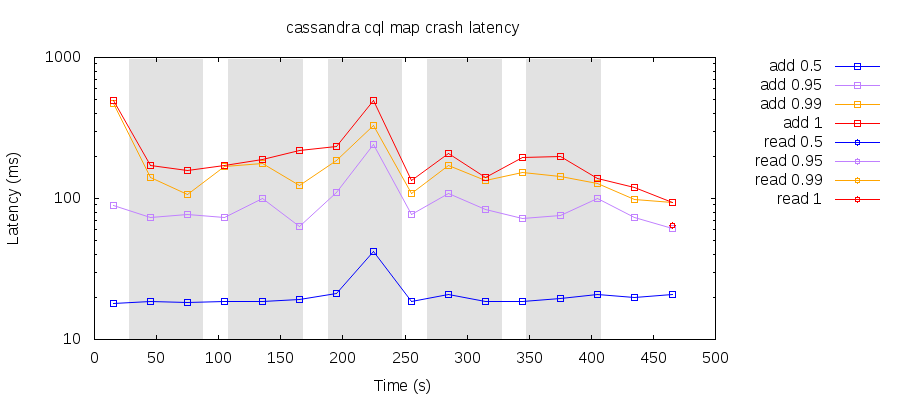 cassandra cql map crash latency
1000
100
10
Latency (ms)
0 50 100 150 200 250 300 350 400 450 500
Time (s)
add 0.5
add 0.95
add 0.99
add 1
read 0.5
read 0.95
read 0.99
read 1